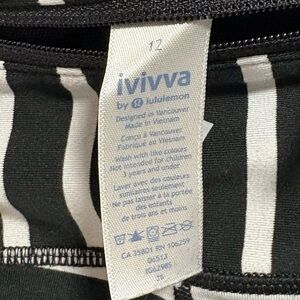 12
ivivva
by lululemon
Designed in Vancouver
Made in Vietnam
Conçu à Vancouver
Fabriqué au Vietnam
Wash with like colours
Not intended for children
3 years and under
Laver avec des couleurs
similaires seulement
Ne pas laisser à la portée
des enfants
de trois ans et moins
CA 35801 RN 106259
06513